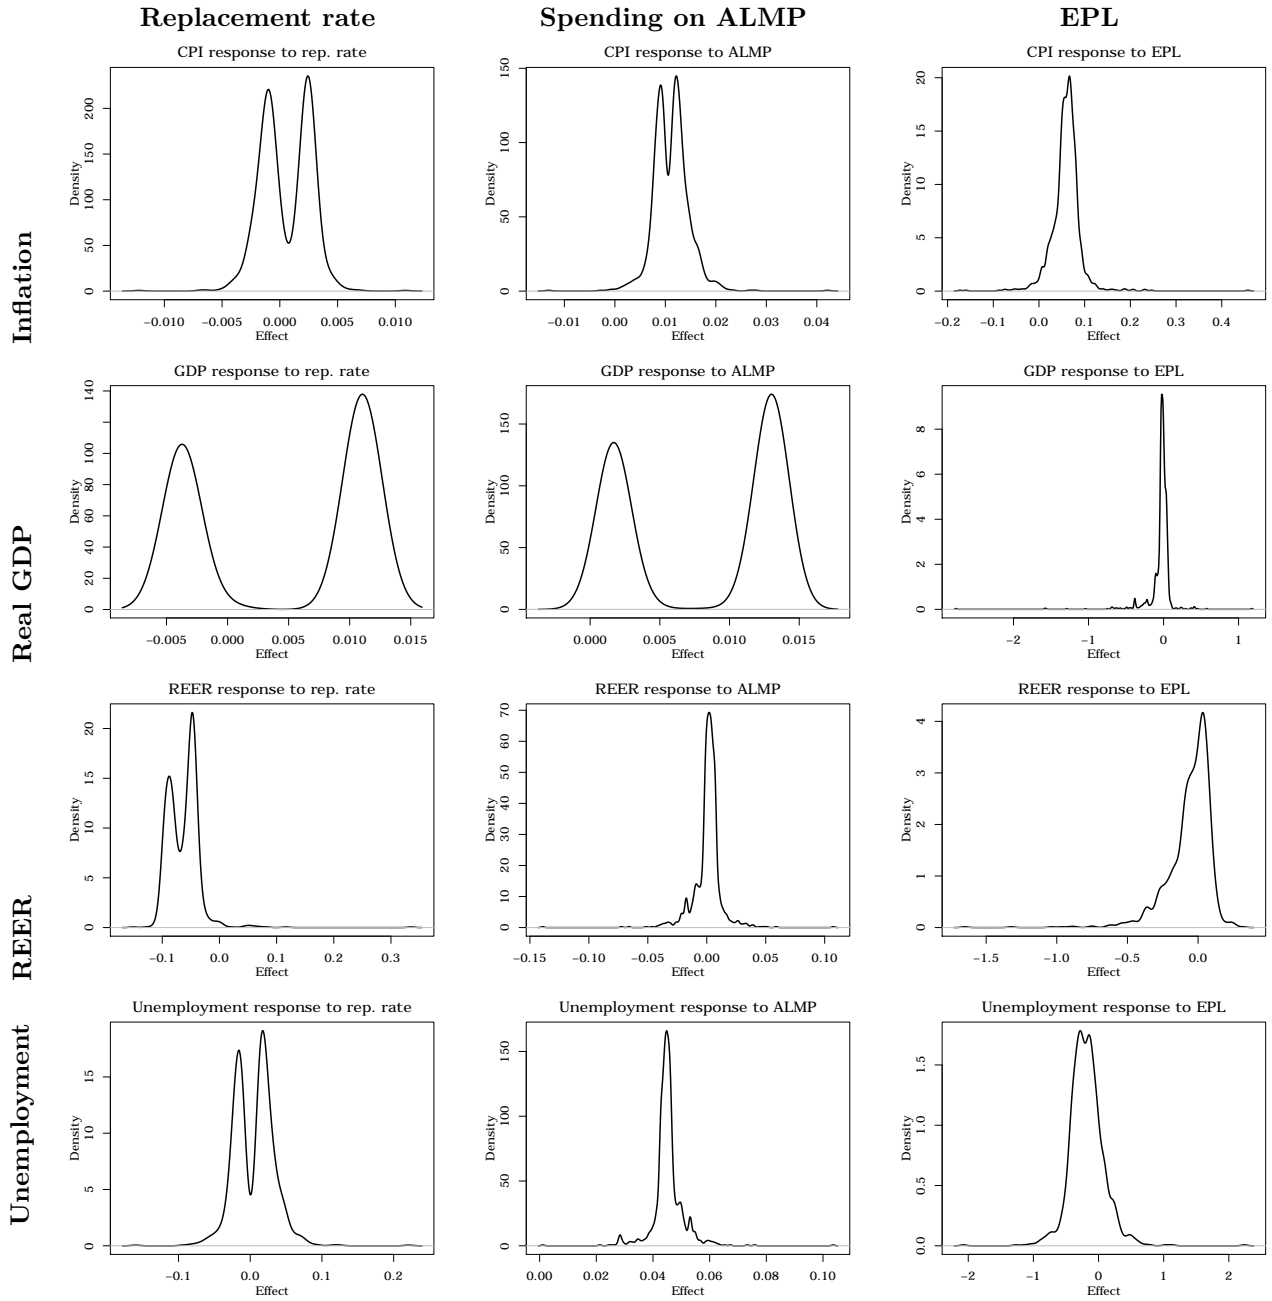 Replacement rate Spending on ALMP EPL
Inflation
CPI response to rep. rate
Density
0 50 100 150 200
−0.010 −0.005 0.000 0.005 0.010
Effect
CPI response to ALMP
Density
0 50 100 150
−0.01 0.00 0.01 0.02 0.03 0.04
Effect
CPI response to EPL
Density
0 5 10 15 20
−0.2 −0.1 0.0 0.1 0.2 0.3 0.4
Effect
Real GDP
GDP response to rep. rate
Density
0 20 40 60 80 100 140
−0.005 0.000 0.005 0.010 0.015
Effect
GDP response to ALMP
Density
0 50 100 150
0.000 0.005 0.010 0.015
Effect
GDP response to EPL
Density
0 2 4 6 8
−2 −1 0 1
Effect
REER
REER response to rep. rate
Density
0 5 10 15 20
−0.1 0.0 0.1 0.2 0.3
Effect
REER response to ALMP
Density
0 10 20 30 40 50 60 70
−0.15 −0.10 −0.05 0.00 0.05 0.10
Effect
REER response to EPL
Density
0 1 2 3 4
−1.5 −1.0 −0.5 0.0
Effect
Unemployment
Unemployment response to rep. rate
Density
0 5 10 15
−0.1 0.0 0.1 0.2
Effect
Unemployment response to ALMP
Density
0 50 100 150
0.00 0.02 0.04 0.06 0.08 0.10
Effect
Unemployment response to EPL
Density
0.0 0.5 1.0 1.5
−2 −1 0 1 2
Effect